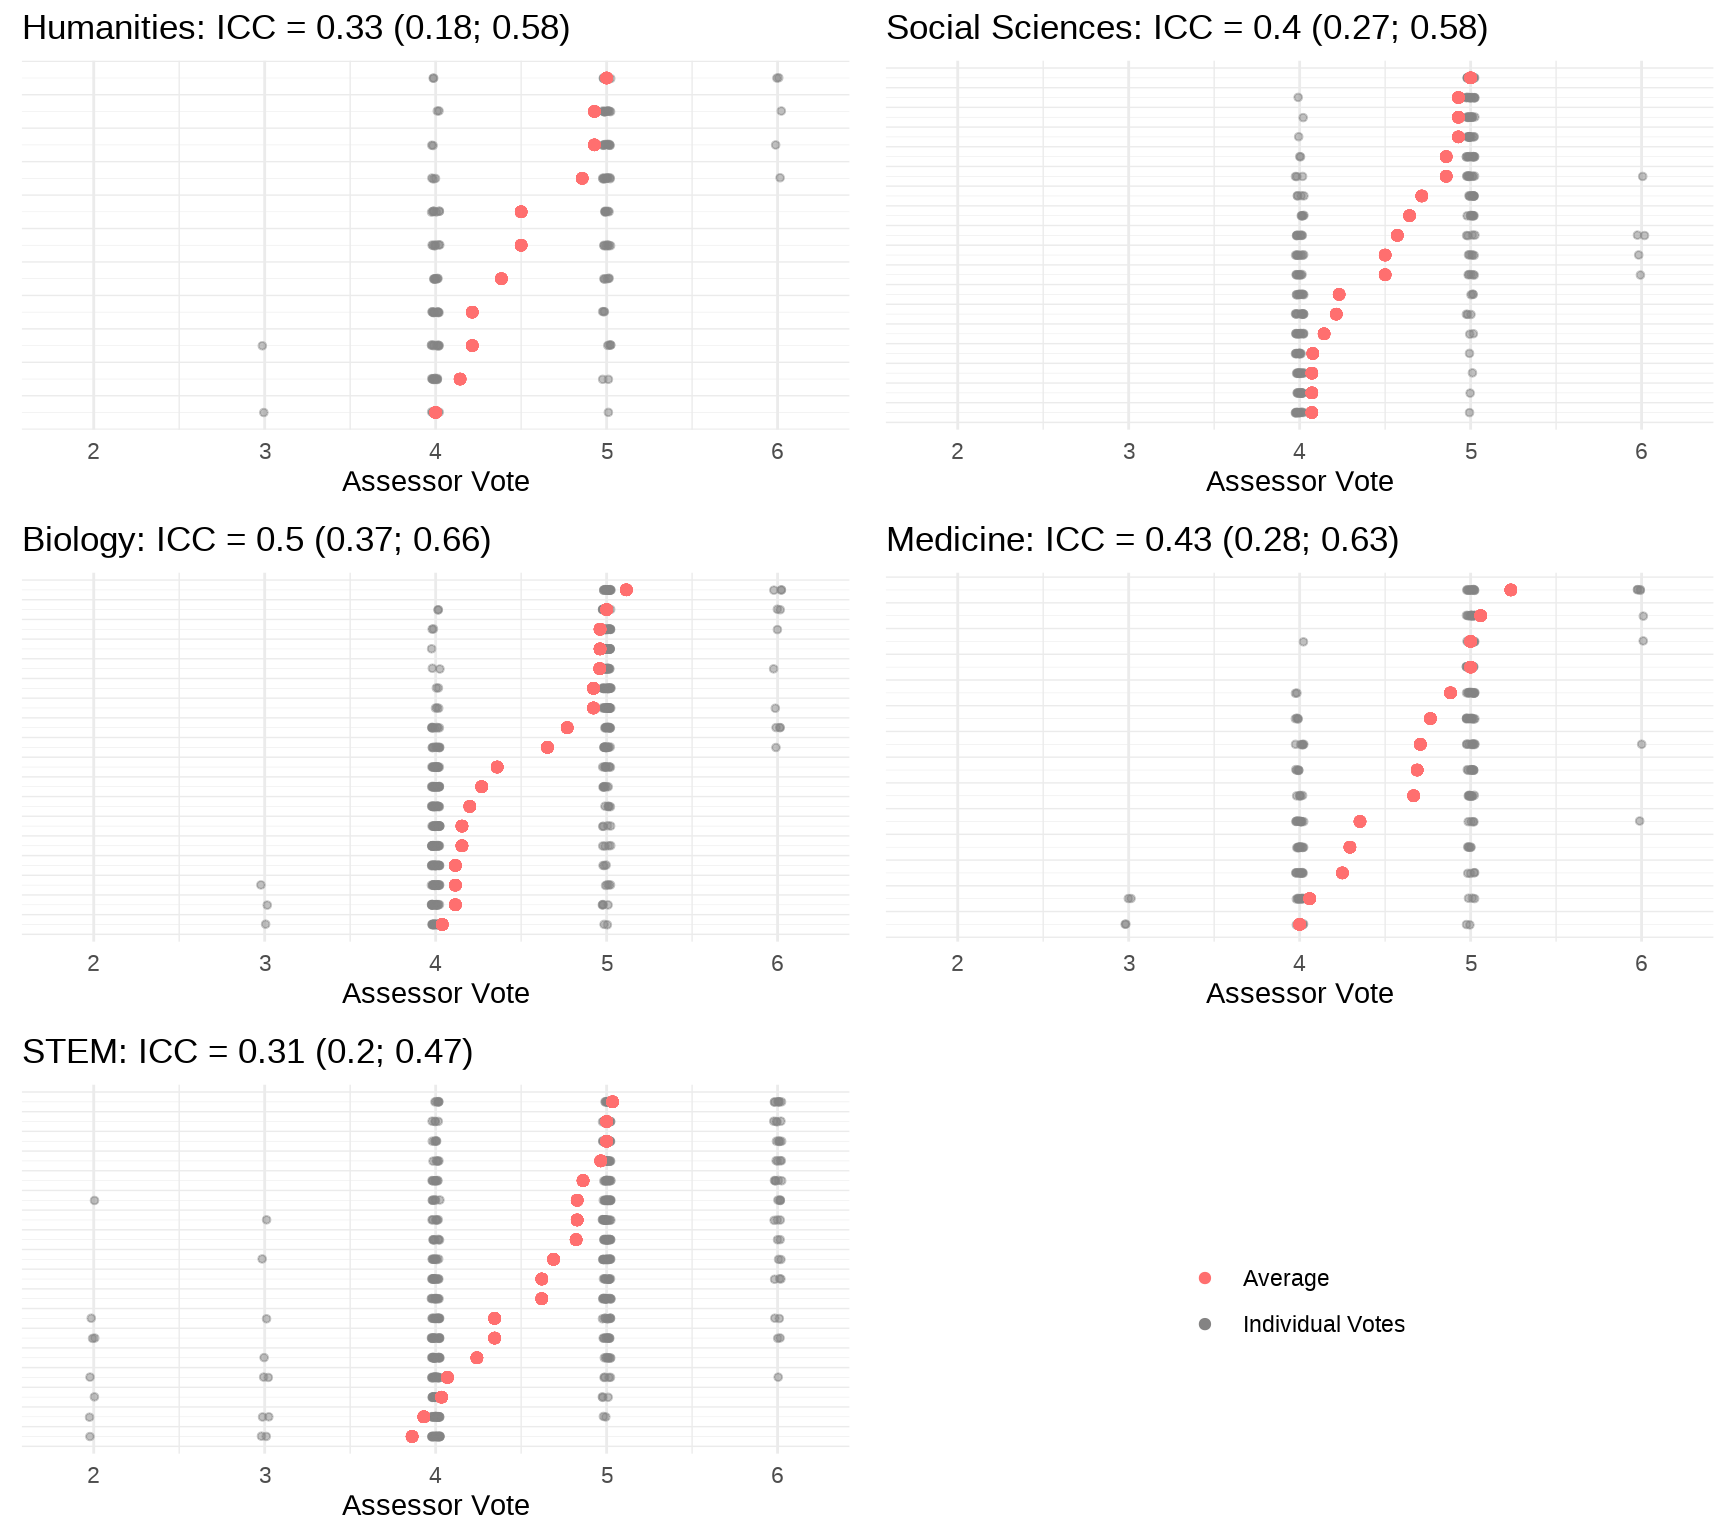 Humanities: ICC = 0.33 (0.18; 0.58)
2 3 4 5 6
Assessor Vote
Social Sciences: ICC = 0.4 (0.27; 0.58)
2 3 4 5 6
Assessor Vote
Biology: ICC = 0.5 (0.37; 0.66)
2 3 4 5 6
Assessor Vote
Medicine: ICC = 0.43 (0.28; 0.63)
2 3 4 5 6
Assessor Vote
STEM: ICC = 0.31 (0.2; 0.47)
2 3 4 5 6
Assessor Vote
Average
Individual Votes